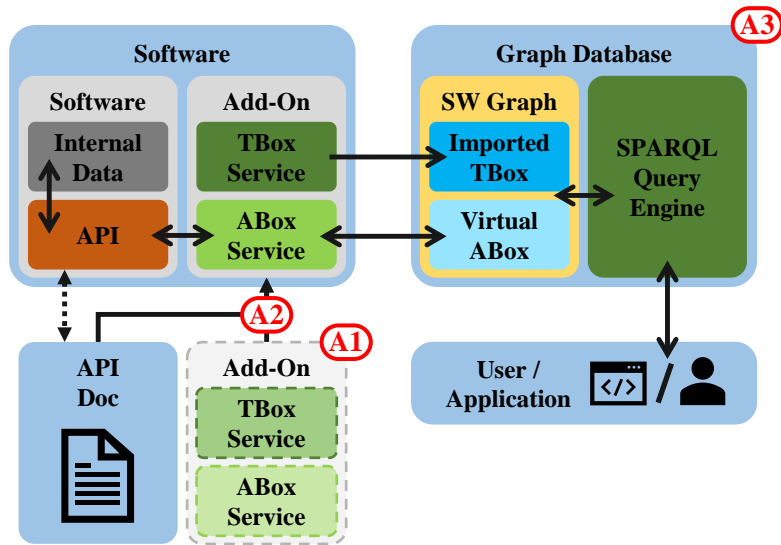 Software
Software
Internal
Data
API
Add-On
TBox
Service
ABox
Service
A3
Graph Database
SW Graph
Imported
TBox
Virtual
ABox
SPARQL
Query
Engine
A2
A1
API
Doc
Add-On
TBox
Service
ABox
Service
User /
Application
</>
/